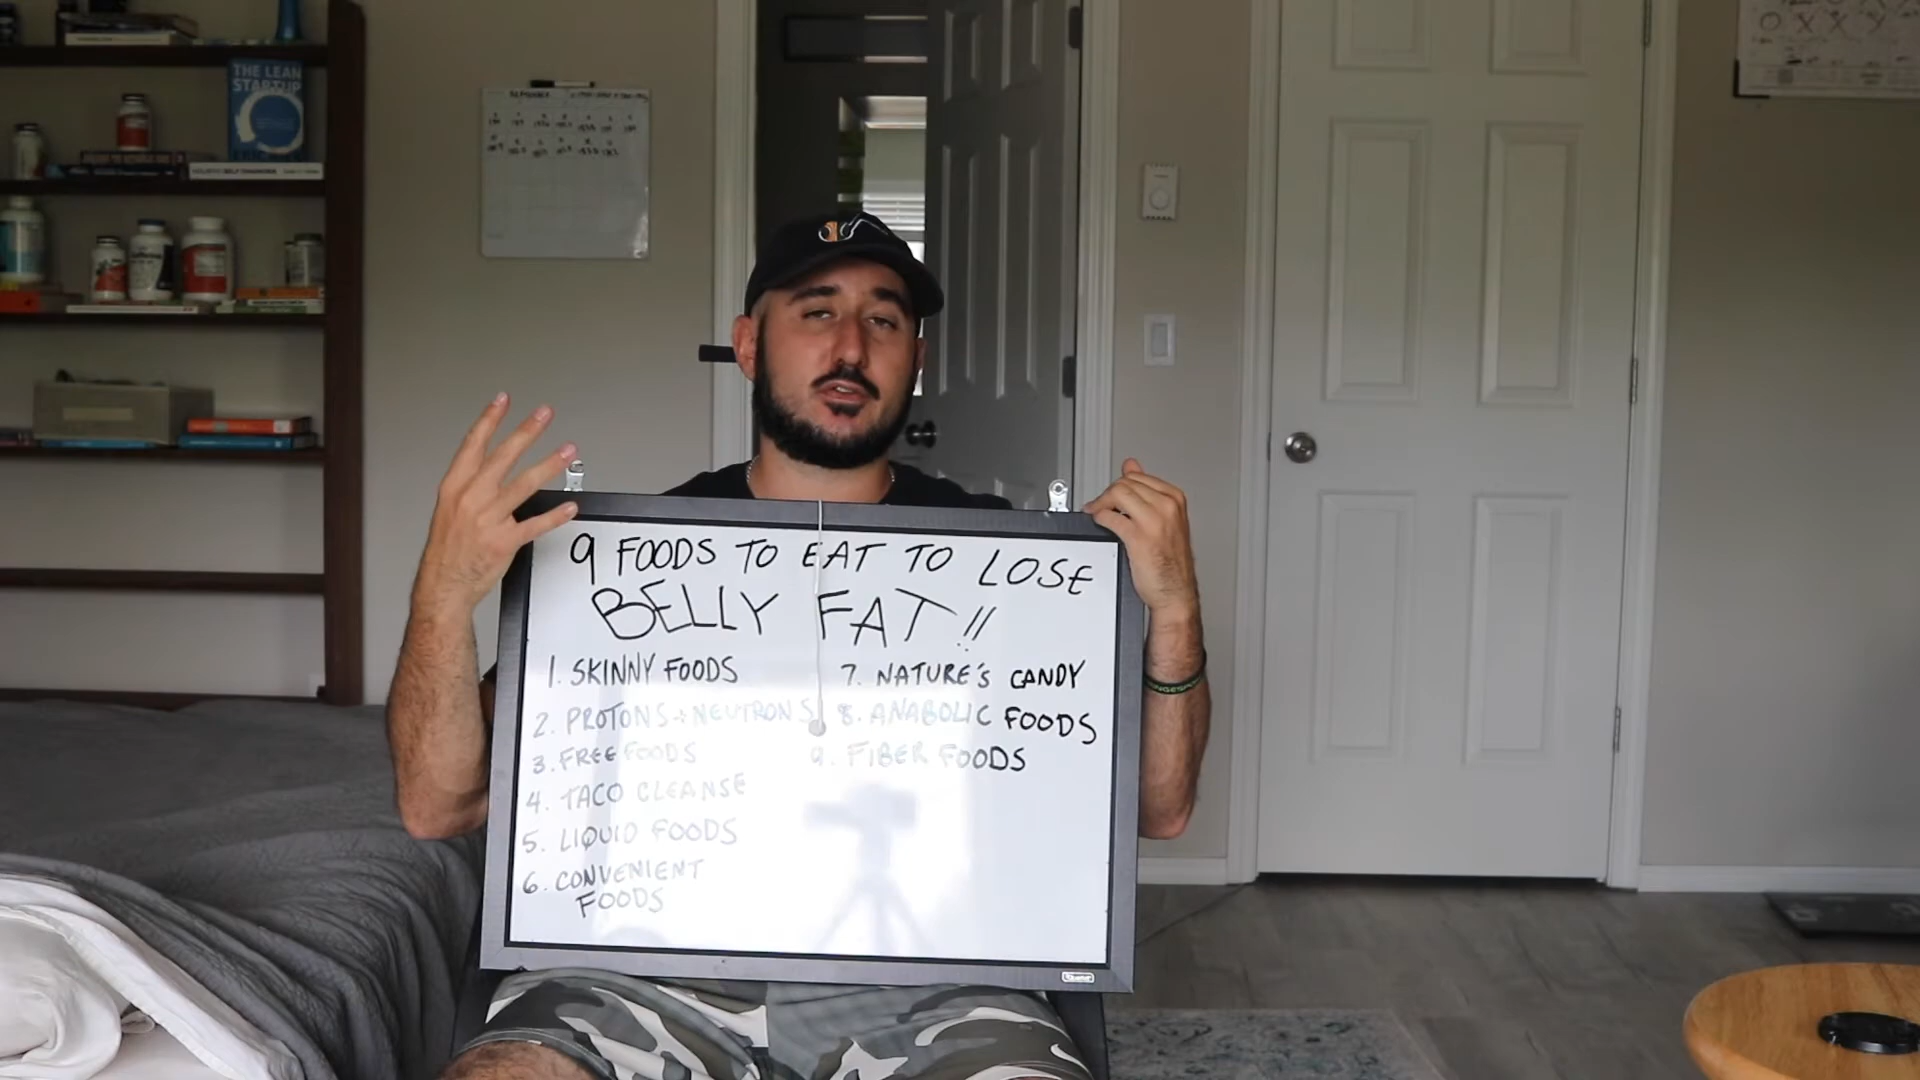 THE LEAN
STARTUP
9 FOODS TO EAT TO LOSE
BELLY FAT!!
1. SKINNY FOODS
2. PROTONS + NEUTRONS
3. FREE FOODS
4. TACO CLEANSE
5. LIQUID FOODS
6. CONVENIENT
FOODS
7. NATURE'S CANDY
8. ANABOLIC FOODS
9. FIBER FOODS
Quartet